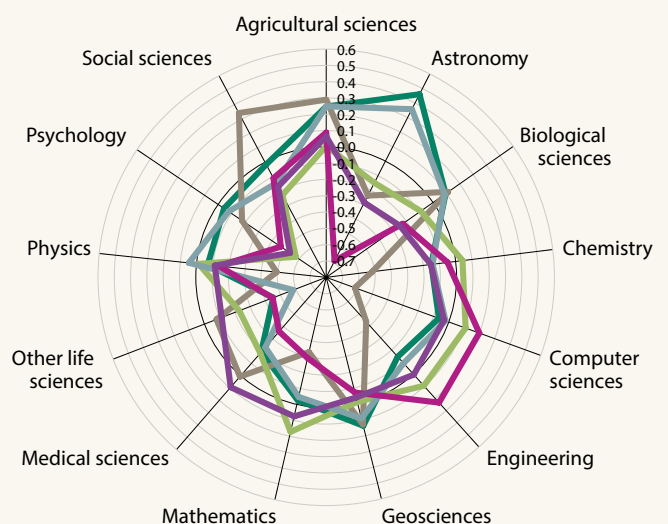 Agricultural sciences
Social sciences
Astronomy
0.6
0.5
0.4
0.3
0.2
0.1
0.0
-0.1
-0.2
-0.3
-0.4
-0.5
-0.6
-0.7
Psychology
Biological
sciences
Physics
Chemistry
Other life
sciences
Computer
sciences
Medical sciences
Engineering
Mathematics
Geosciences